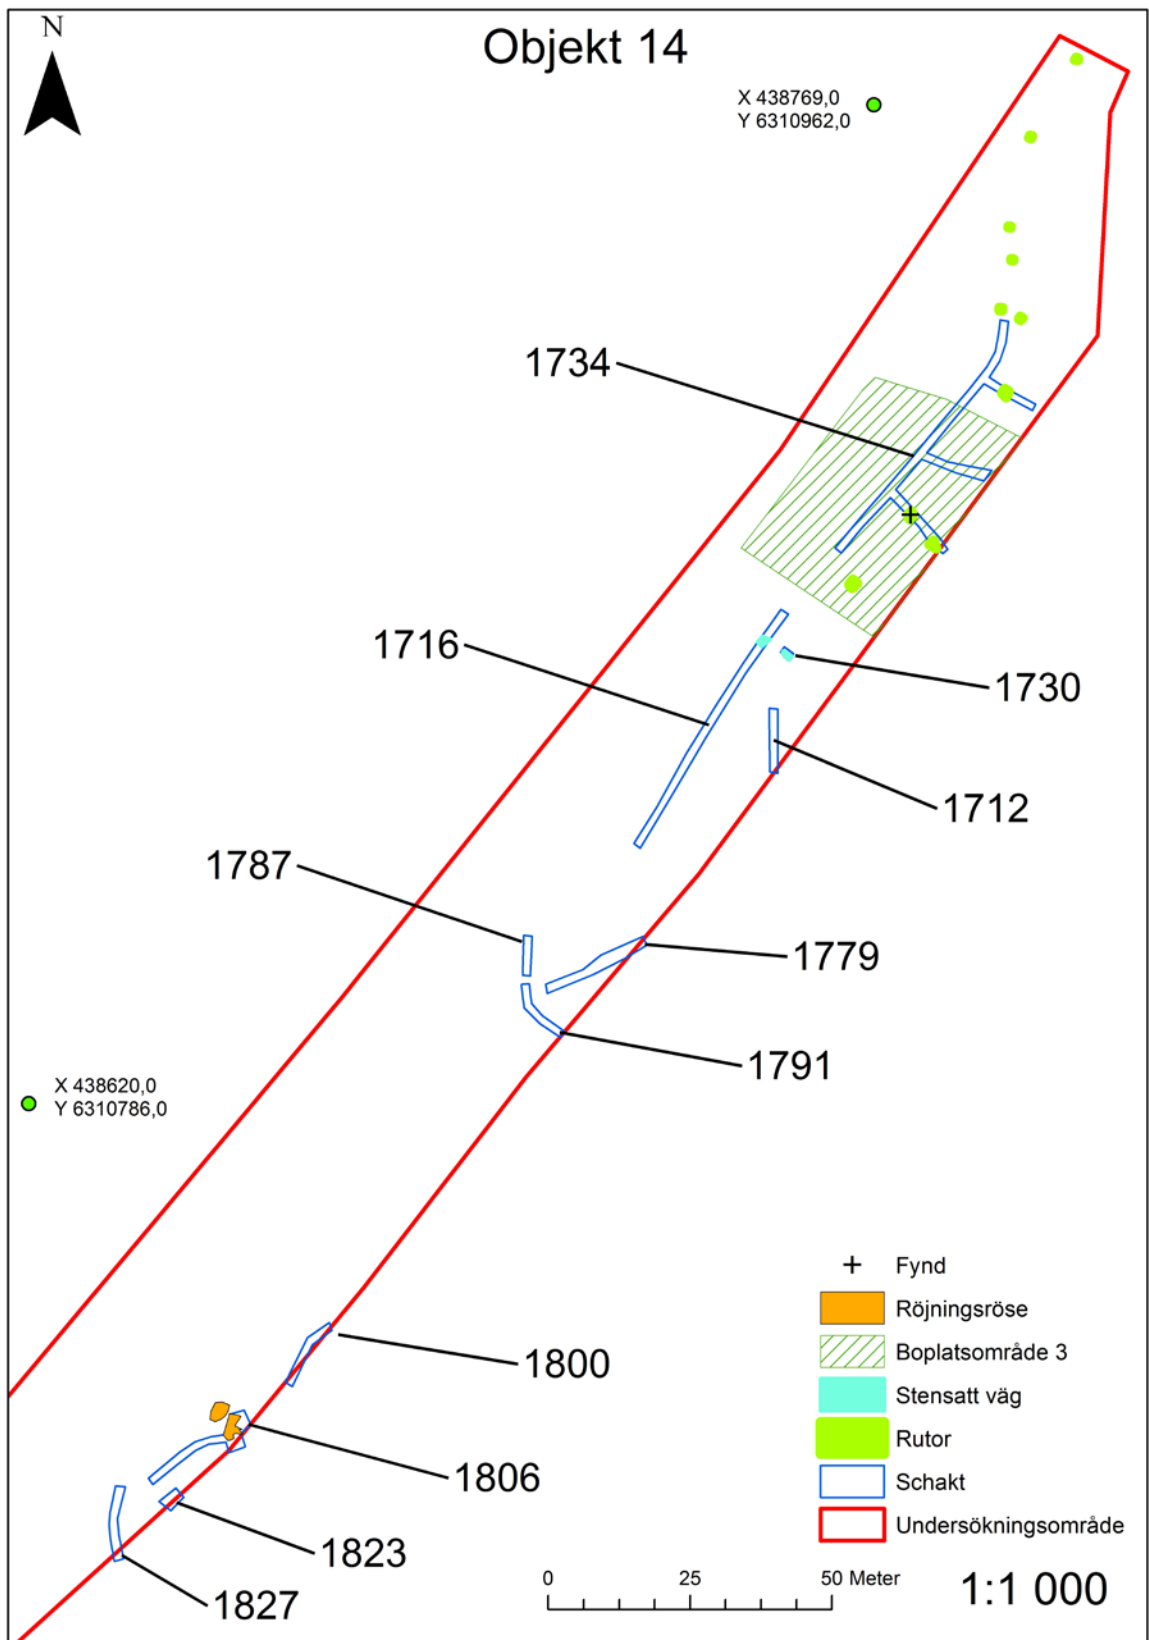 N
Objekt 14
X 438769,0
Y 6310962,0
1734
1716
1730
1712
1787
1779
1791
X 438620,0
Y 6310786,0
1800
1806
1823
1827
Fynd
Röjningsröse
Boplatsområde 3
Stensatt väg
Rutor
Schakt
Undersökningsområde
0 25 50 Meter
1:1 000